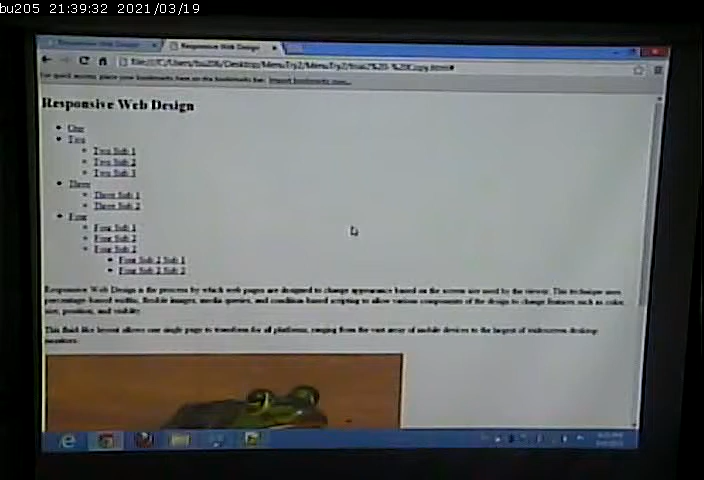 bu205 21:39:32 2021/03/19
Responsive Web Design
Responsive Web Design
For quick access, place your bookmarks here on the bookmarks bar. Import bookmarks now...
Responsive Web Design
One
Two
Two Sub 1
Two Sub 2
Two Sub 3
Three
Three Sub 1
Three Sub 2
Four
Four Sub 1
Four Sub 2
Four Sub 2 Sub 1
Four Sub 2 Sub 2
Responsive Web Design is the process by which web pages are designed to change appearance based on the screen size used by the viewer. This technique uses
percentage-based widths, flexible images, media queries, and condition-based scripting to allow various components of the design to change features such as color,
size, position, and visibility.
This fluid-like layout allows one single page to transform for all platforms, ranging from the vast array of mobile devices to the largest of widescreen desktop
monitors.